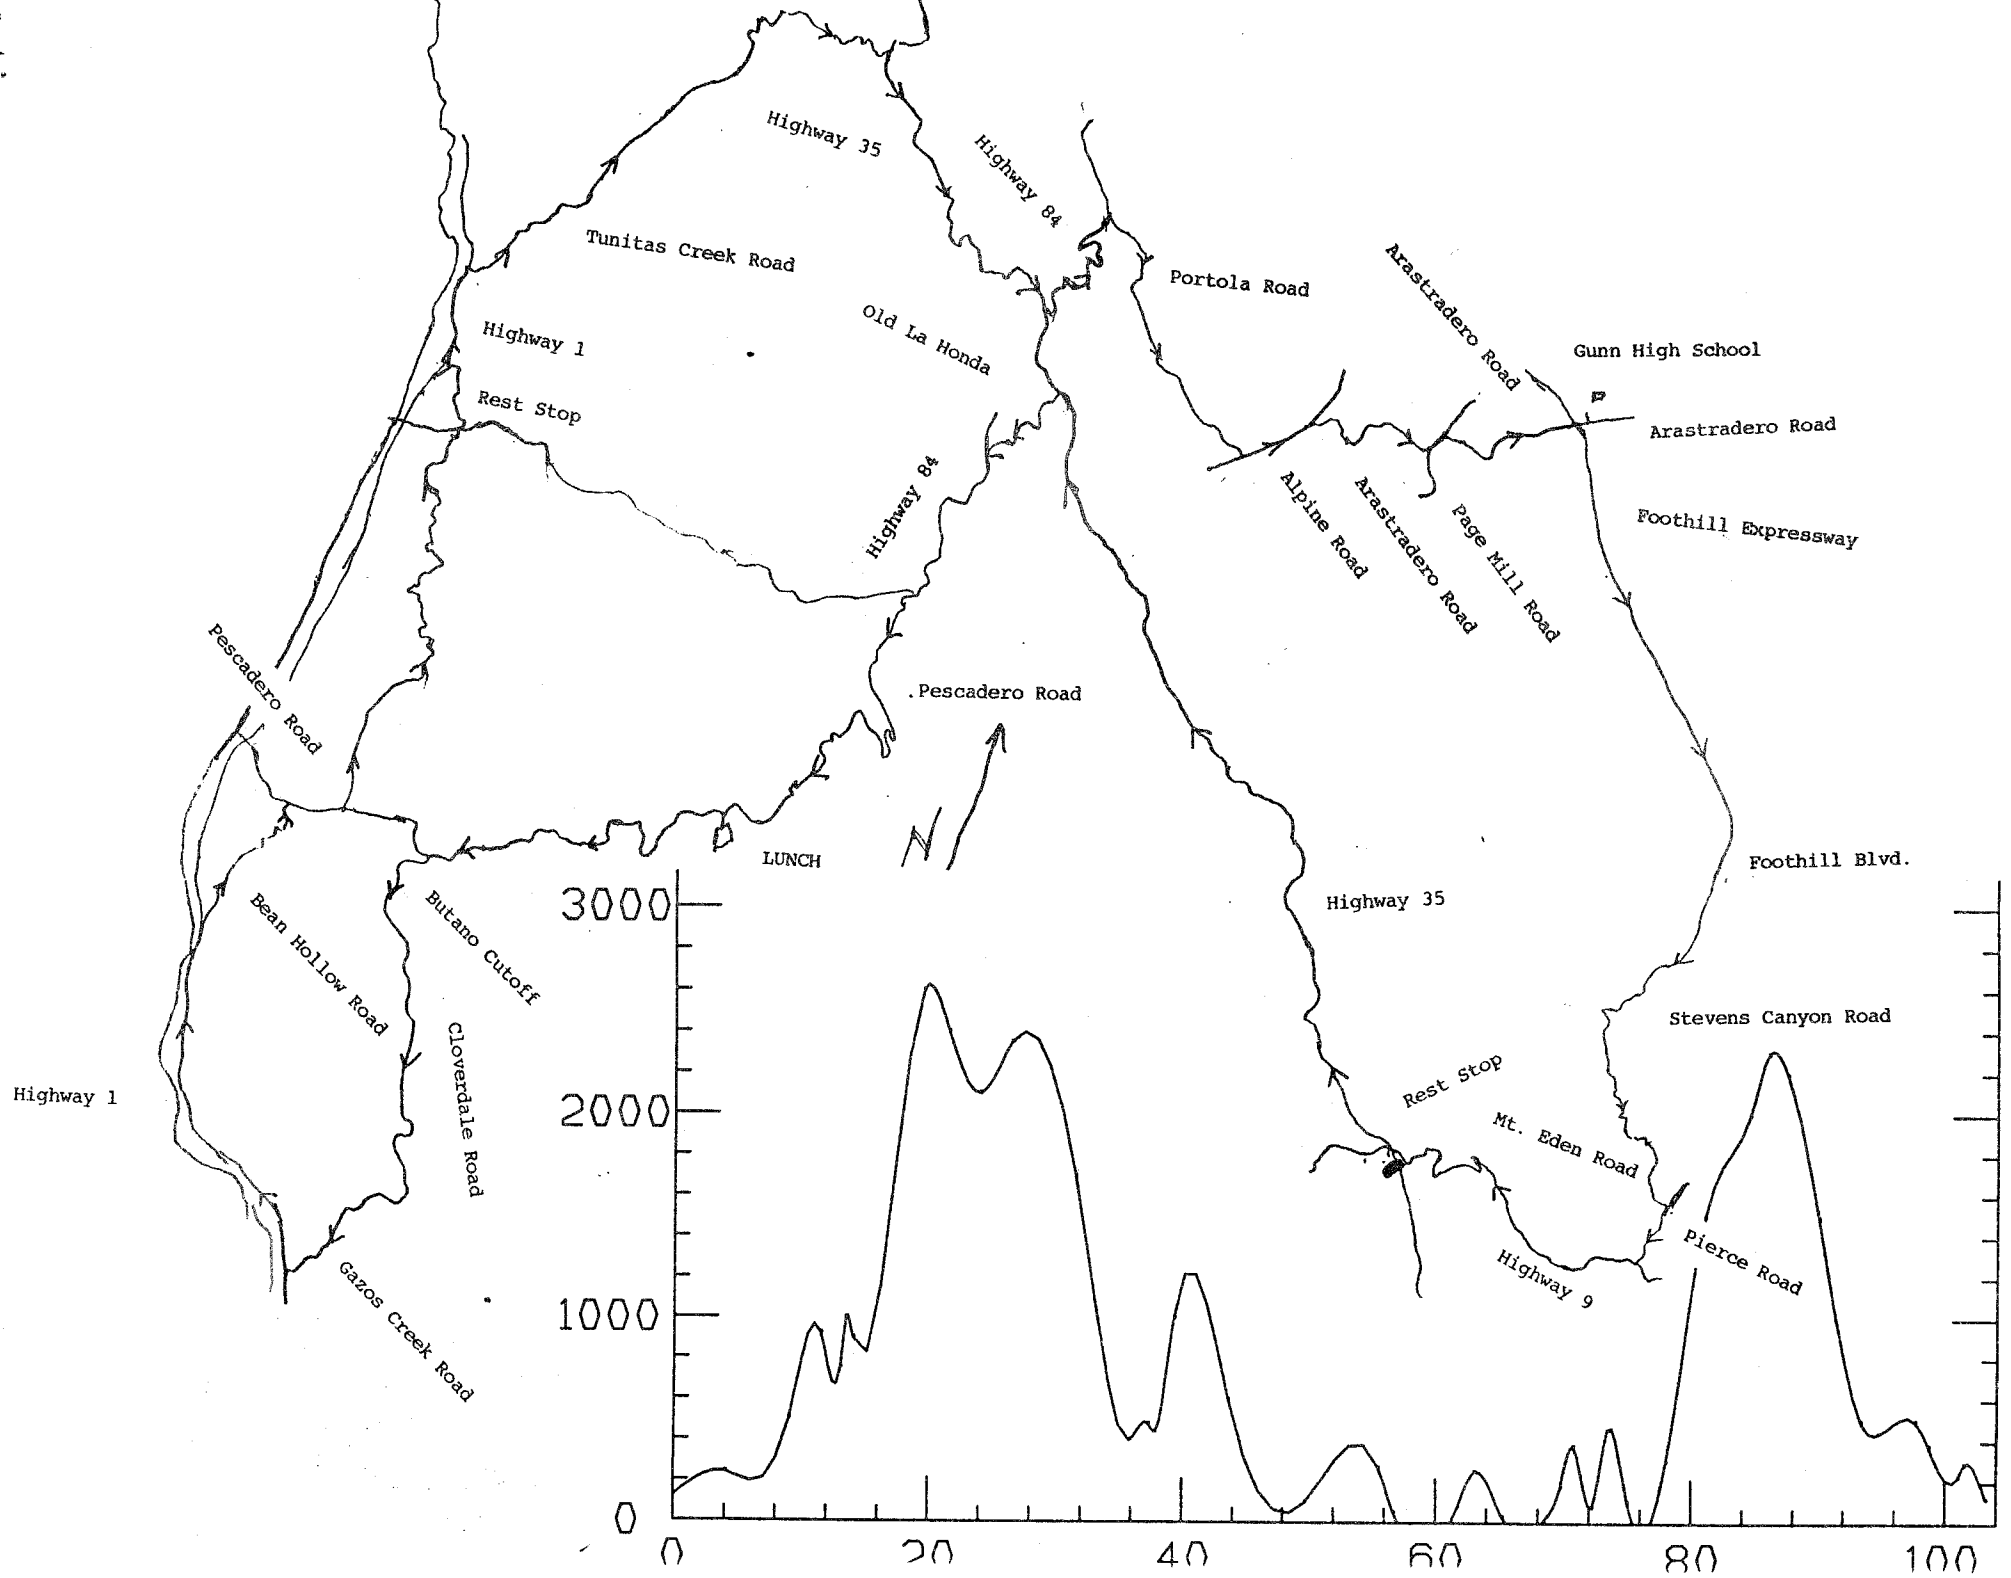 Highway 35
Highway 84
Tunitas Creek Road
Portola Road
Arastradero Road
Old La Honda
Highway 1
Gunn High School
Rest Stop
Arastradero Road
Highway 84
Alpine Road
Arastradero Road
Page Mill Road
Foothill Expressway
Pescadero Road
.Pescadero Road
LUNCH
N
Foothill Blvd.
Highway 35
Bean Hollow Road
Butano Cutoff
Stevens Canyon Road
Cloverdale Road
Highway 1
Rest Stop
Mt. Eden Road
Pierce Road
Highway 9
Gazos Creek Road
3000
2000
1000
0
0 20 40 60 80 100